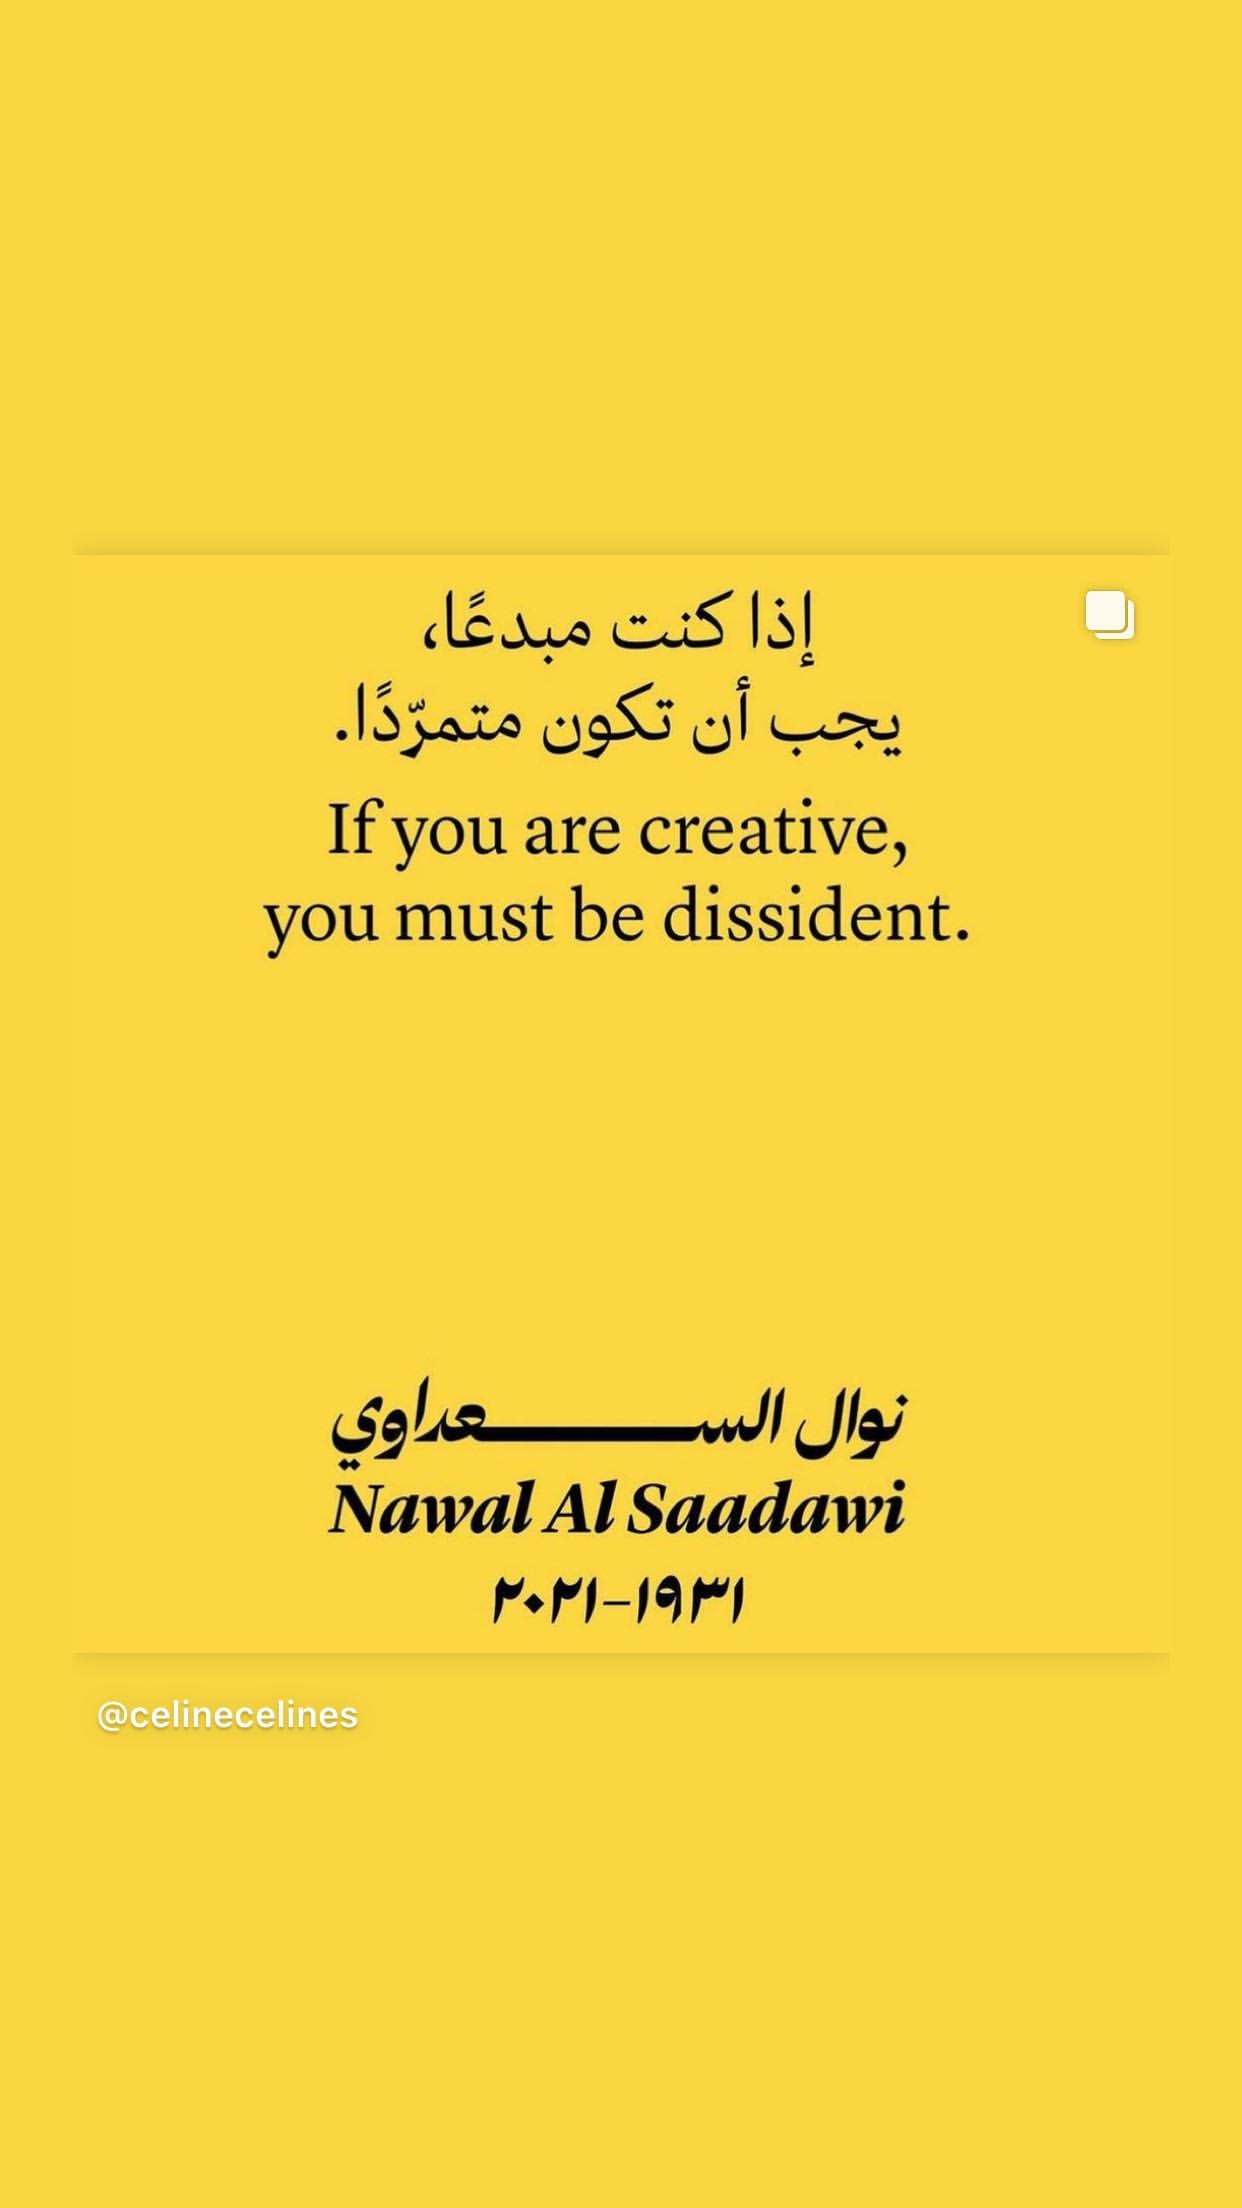 إذا كنت مبدعًا،
يجب أن تكون متمرّدًا.
If you are creative,
you must be dissident.
نوال الســــــعداوي
Nawal Al Saadawi
١٩٣١–٢٠٢١
@celinecelines